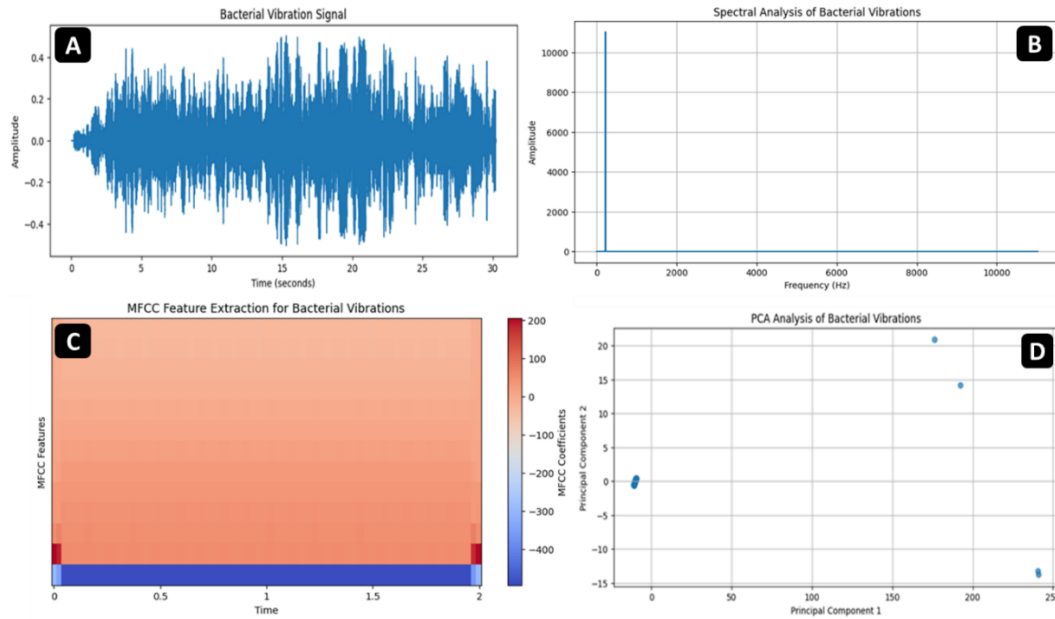 Bacterial Vibration Signal
A
Amplitude
0.4
0.2
0.0
−0.2
−0.4
0 5 10 15 20 25 30
Time (seconds)
Spectral Analysis of Bacterial Vibrations
B
Amplitude
10000
8000
6000
4000
2000
0
0 2000 4000 6000 8000 10000
Frequency (Hz)
MFCC Feature Extraction for Bacterial Vibrations
C
MFCC Features
0 0.5 1 1.5 2
Time
200
100
0
−100
−200
−300
−400
MFCC Coefficients
PCA Analysis of Bacterial Vibrations
D
Principal Component 2
20
15
10
5
0
−5
−10
−15
0 50 100 150 200 250
Principal Component 1